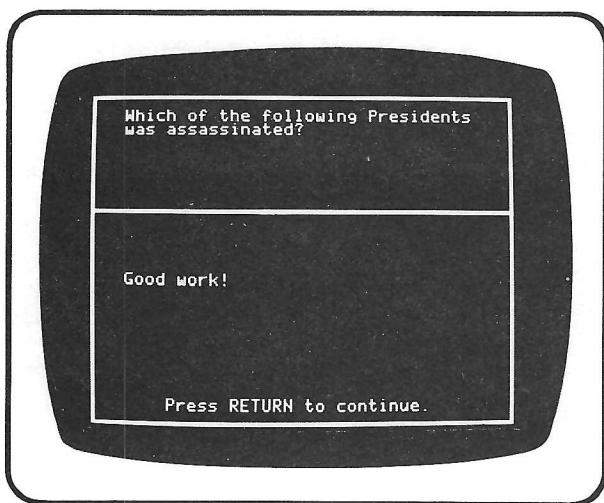 Which of the following Presidents
was assassinated?
Good work!
Press RETURN to continue.